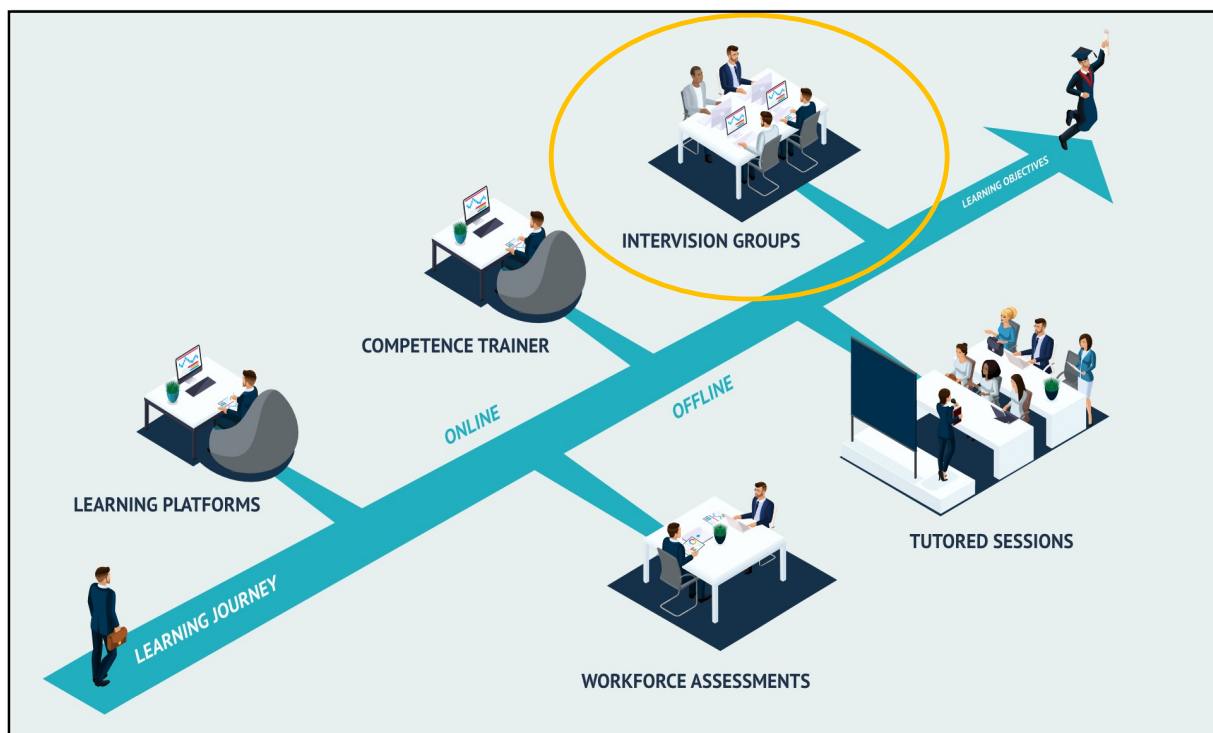 INTERVISION GROUPS
LEARNING OBJECTIVES
COMPETENCE TRAINER
ONLINE
OFFLINE
LEARNING PLATFORMS
TUTORED SESSIONS
LEARNING JOURNEY
WORKFORCE ASSESSMENTS